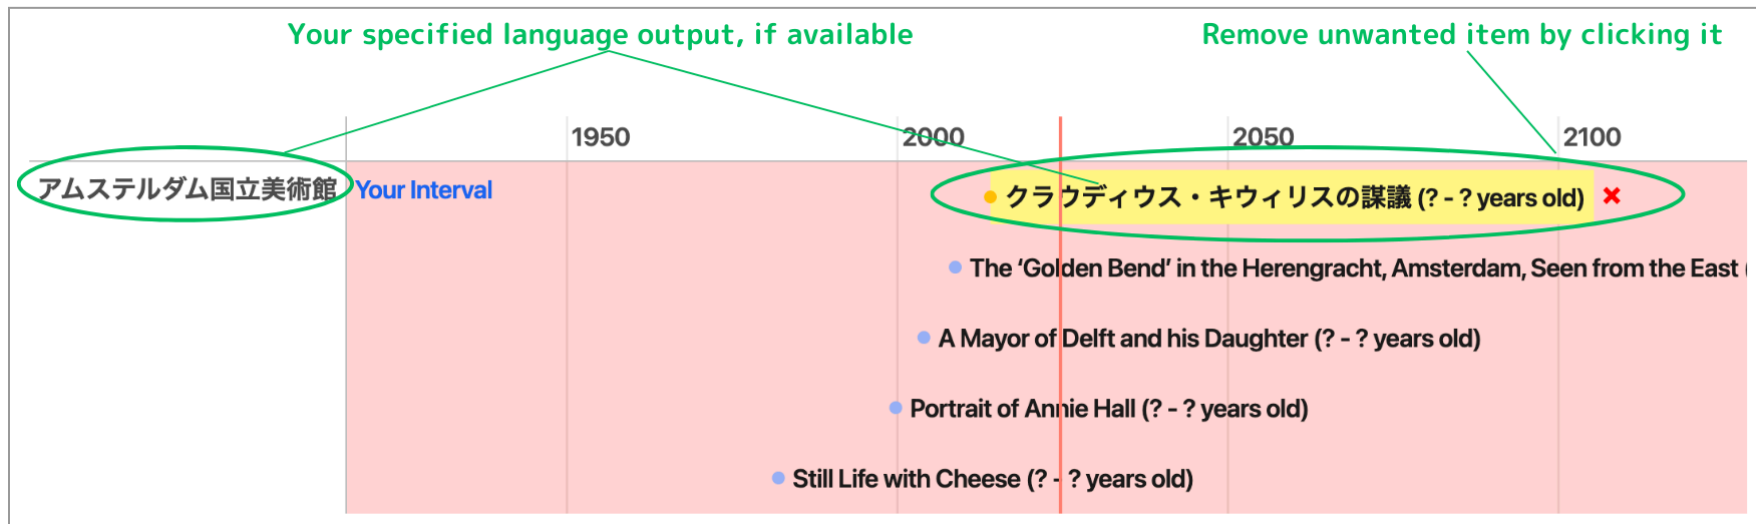 Your specified language output, if available
Remove unwanted item by clicking it
1950
2000
2050
2100
アムステルダム国立美術館
Your Interval
クラウディウス・キウィリスの謀議 (? - ? years old)
The ‘Golden Bend’ in the Herengracht, Amsterdam, Seen from the East
A Mayor of Delft and his Daughter (? - ? years old)
Portrait of Annie Hall (? - ? years old)
Still Life with Cheese (? - ? years old)